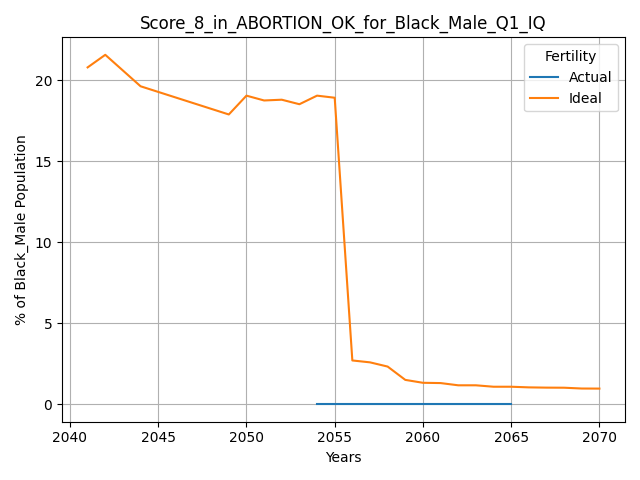 Score_8_in_ABORTION_OK_for_Black_Male_Q1_IQ
Fertility
Actual
Ideal
% of Black_Male Population
20
15
10
5
0
2040
2045
2050
2055
2060
2065
2070
Years